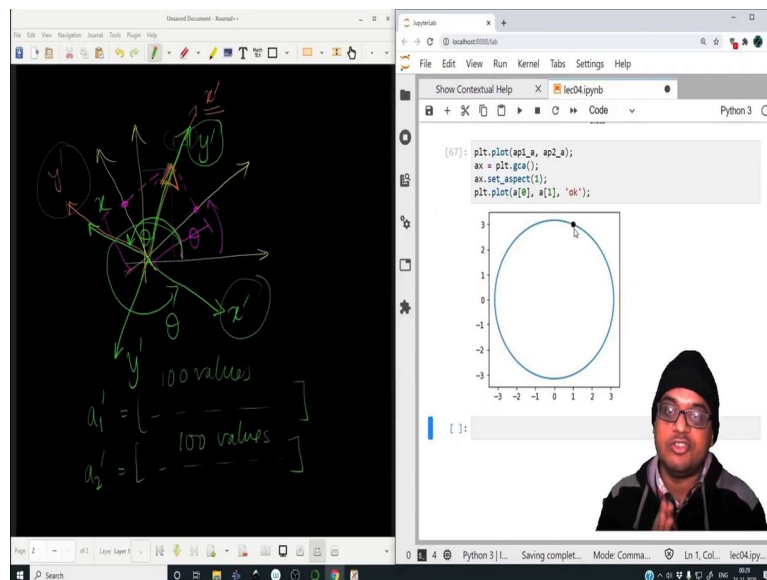 Unsaved Document - Xournal++
File Edit View Navigation Journal Tools Plugin Help
x'
y'
y'
x
θ
θ
x'
θ
y'
100 values
a₁' = [ - - - - - ]
100 values
a₂' = [ - - - - - ]
Page 2 of 2 Layer Layer 1
Search
JupyterLab
localhost:8888/lab
File Edit View Run Kernel Tabs Settings Help
Show Contextual Help
lec04.ipynb
Code
Python 3
[67]: plt.plot(ap1_a, ap2_a);
ax = plt.gca();
ax.set_aspect(1);
plt.plot(a[0], a[1], 'ok');
3
2
1
0
−1
−2
−3
−3 −2 −1 0 1 2 3
[ ]:
0 4 Python 3 | I... Saving complet... Mode: Comma... Ln 1, Col... lec04.ipy...
ENG
00:29